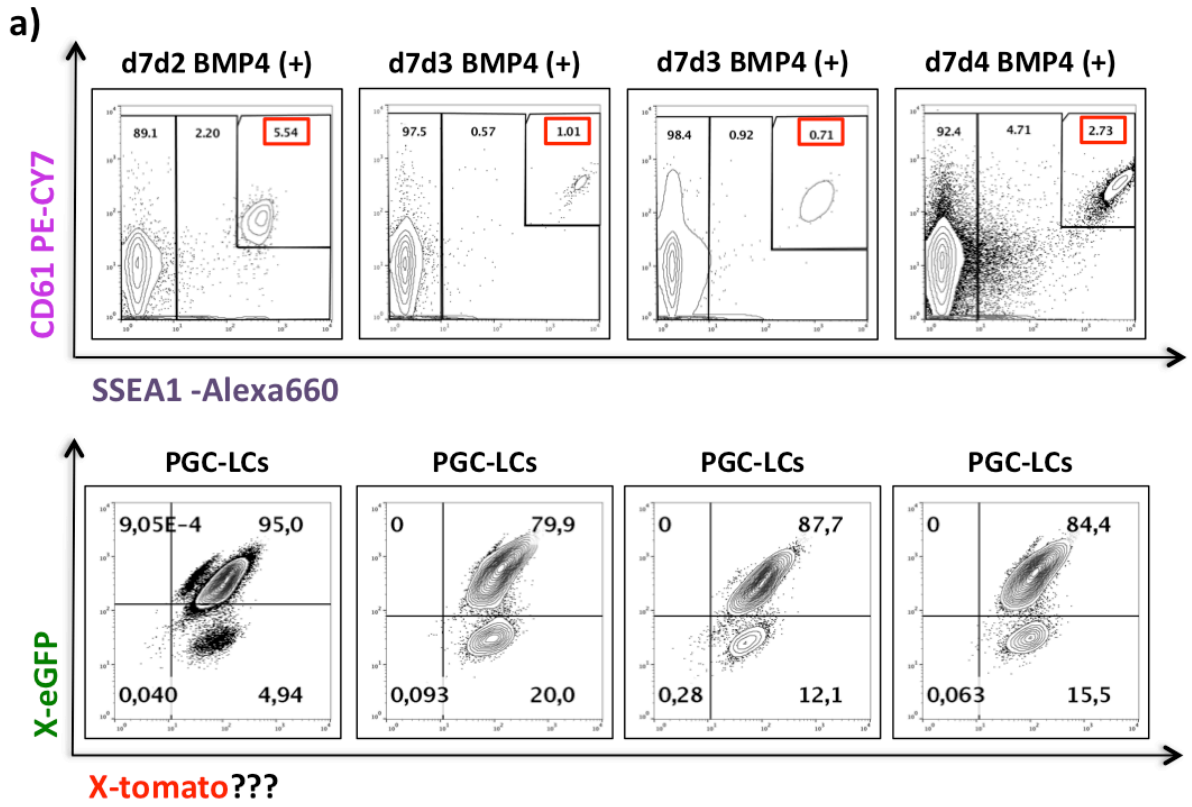 a)
d7d2 BMP4 (+) d7d3 BMP4 (+) d7d3 BMP4 (+) d7d4 BMP4 (+)
89.1 2.20 5.54 97.5 0.57 1.01 98.4 0.92 0.71 92.4 4.71 2.73
CD61 PE-CY7
SSEA1 -Alexa660
PGC-LCs PGC-LCs PGC-LCs PGC-LCs
9,05E-4 95,0 0 79,9 0 87,7 0 84,4
0,040 4,94 0,093 20,0 0,28 12,1 0,063 15,5
X-eGFP
X-tomato???